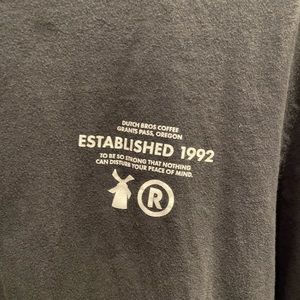 DUTCH BROS COFFEE
GRANTS PASS, OREGON
ESTABLISHED 1992
TO BE SO STRONG THAT NOTHING
CAN DISTURB YOUR PEACE OF MIND.
®